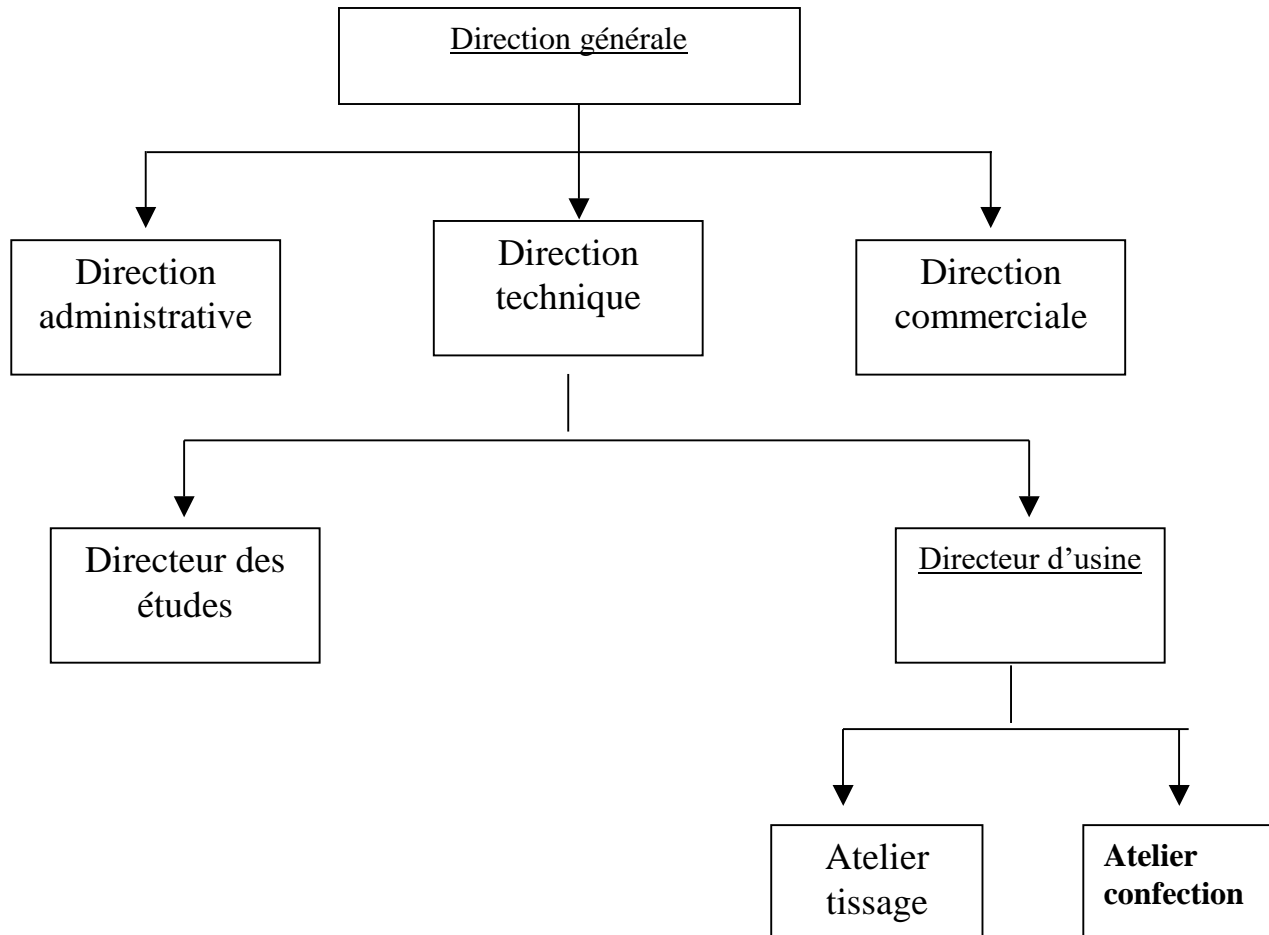 Direction générale
Direction
administrative
Direction
technique
Direction
commerciale
Directeur des
études
Directeur d’usine
Atelier
tissage
Atelier
confection